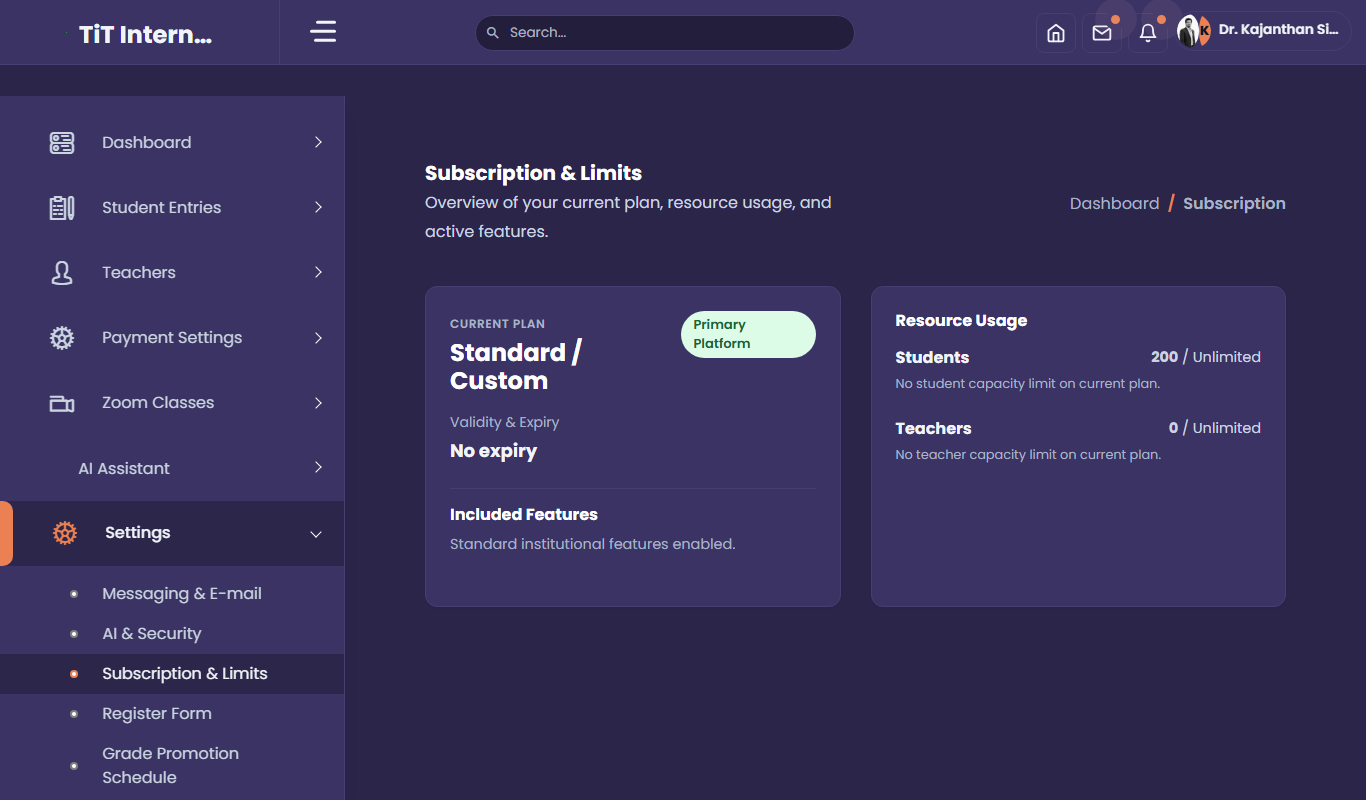 TiT Intern...
Search...
K
Dr. Kajanthan Si...
Dashboard
Student Entries
Teachers
Payment Settings
Zoom Classes
AI Assistant
Settings
Messaging & E-mail
AI & Security
Subscription & Limits
Register Form
Grade Promotion
Schedule
Subscription & Limits
Overview of your current plan, resource usage, and
active features.
Dashboard / Subscription
CURRENT PLAN
Standard /
Custom
Primary
Platform
Validity & Expiry
No expiry
Included Features
Standard institutional features enabled.
Resource Usage
Students 200 / Unlimited
No student capacity limit on current plan.
Teachers 0 / Unlimited
No teacher capacity limit on current plan.